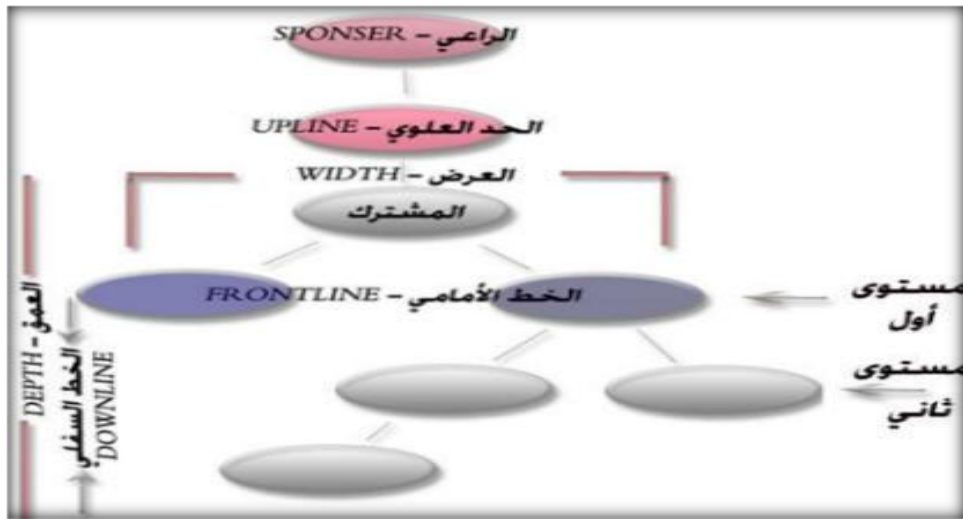 SPONSER - الراعي
UPLINE - الحد العلوي
WIDTH - العرض
المشترك
FRONTLINE - الخط الأمامي
مستوى
أول
مستوى
ثاني
DEPTH - العمق
الخط السفلي
DOWNLINE